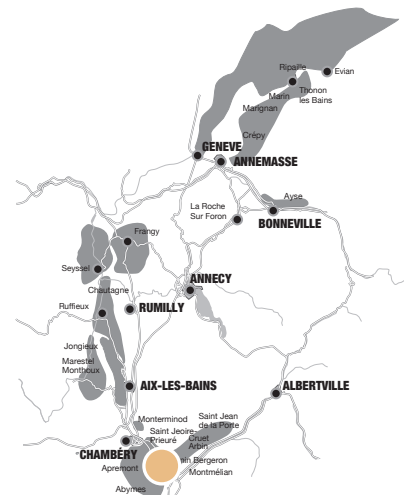 Ripaille
Evian
Marin
Thonon
les Bains
Marignan
Crépy
GENEVE
ANNEMASSE
La Roche
Sur Foron
Ayse
BONNEVILLE
Frangy
Seyssel
ANNECY
Chautagne
Ruffieux
RUMILLY
Jongieux
Marestel
Monthoux
AIX-LES-BAINS
ALBERTVILLE
Monterminod
Saint Jean
de la Porte
Saint Jeoire
Prieuré
Cruet
Arbin
CHAMBÉRY
Bergeron
Apremont
Montmélian
Abymes